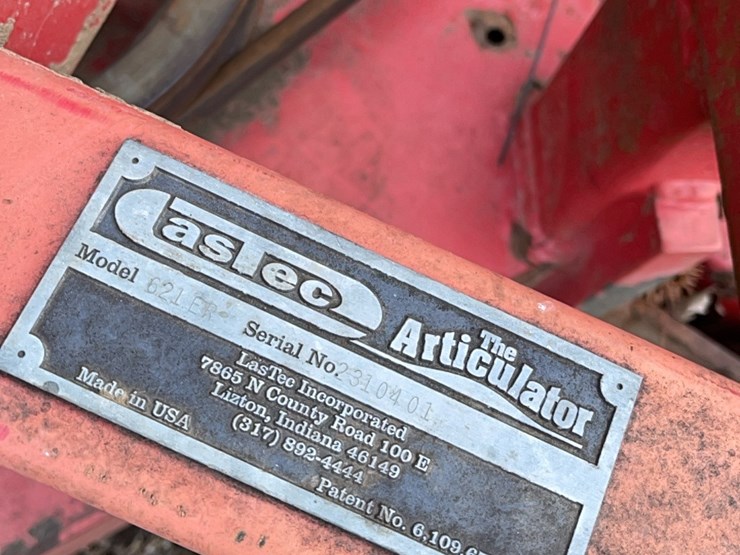 LasTec
The Articulator
Model 621ER Serial No. 2310401
LasTec Incorporated
7865 N County Road 100 E
Lizton, Indiana 46149
(317) 892-4444
Made in USA
Patent No. 6,109,